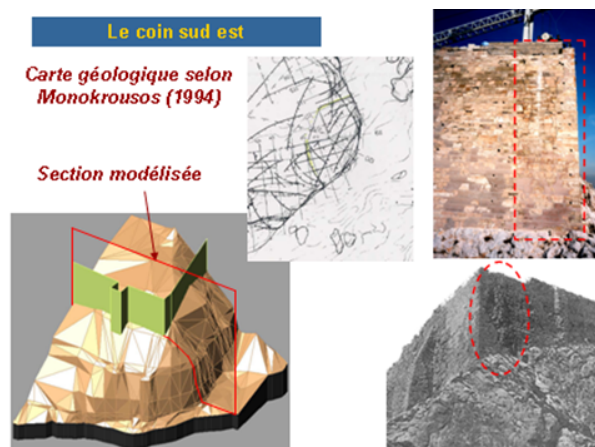 Le coin sud est
Carte géologique selon
Monokrousos (1994)
Section modélisée